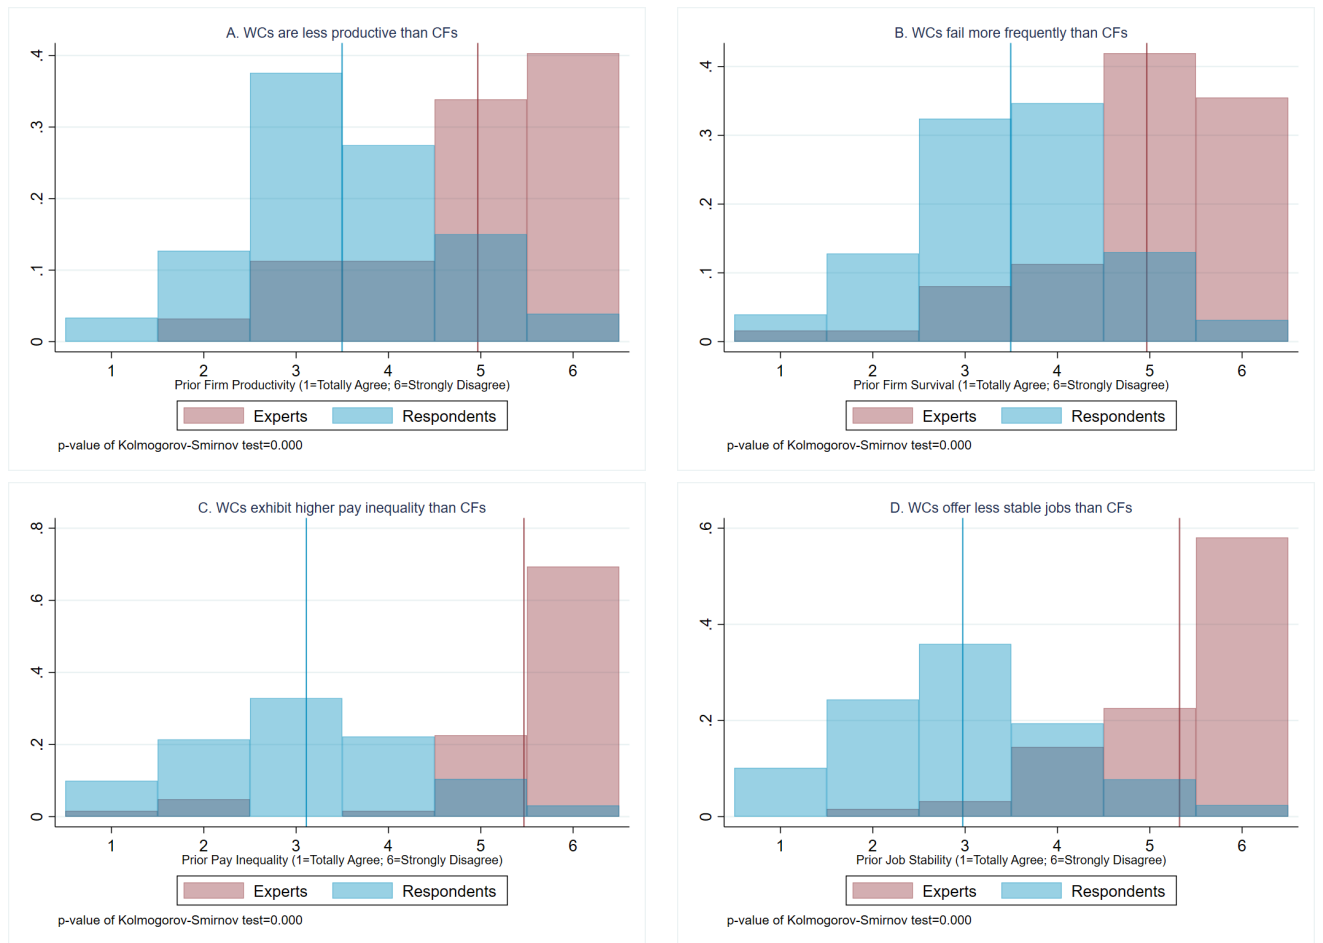 A. WCs are less productive than CFs
.4
.3
.2
.1
0
1 2 3 4 5 6
Prior Firm Productivity (1=Totally Agree; 6=Strongly Disagree)
Experts Respondents
p-value of Kolmogorov-Smirnov test=0.000
B. WCs fail more frequently than CFs
.4
.3
.2
.1
0
1 2 3 4 5 6
Prior Firm Survival (1=Totally Agree; 6=Strongly Disagree)
Experts Respondents
p-value of Kolmogorov-Smirnov test=0.000
C. WCs exhibit higher pay inequality than CFs
.8
.6
.4
.2
0
1 2 3 4 5 6
Prior Pay Inequality (1=Totally Agree; 6=Strongly Disagree)
Experts Respondents
p-value of Kolmogorov-Smirnov test=0.000
D. WCs offer less stable jobs than CFs
.6
.4
.2
0
1 2 3 4 5 6
Prior Job Stability (1=Totally Agree; 6=Strongly Disagree)
Experts Respondents
p-value of Kolmogorov-Smirnov test=0.000